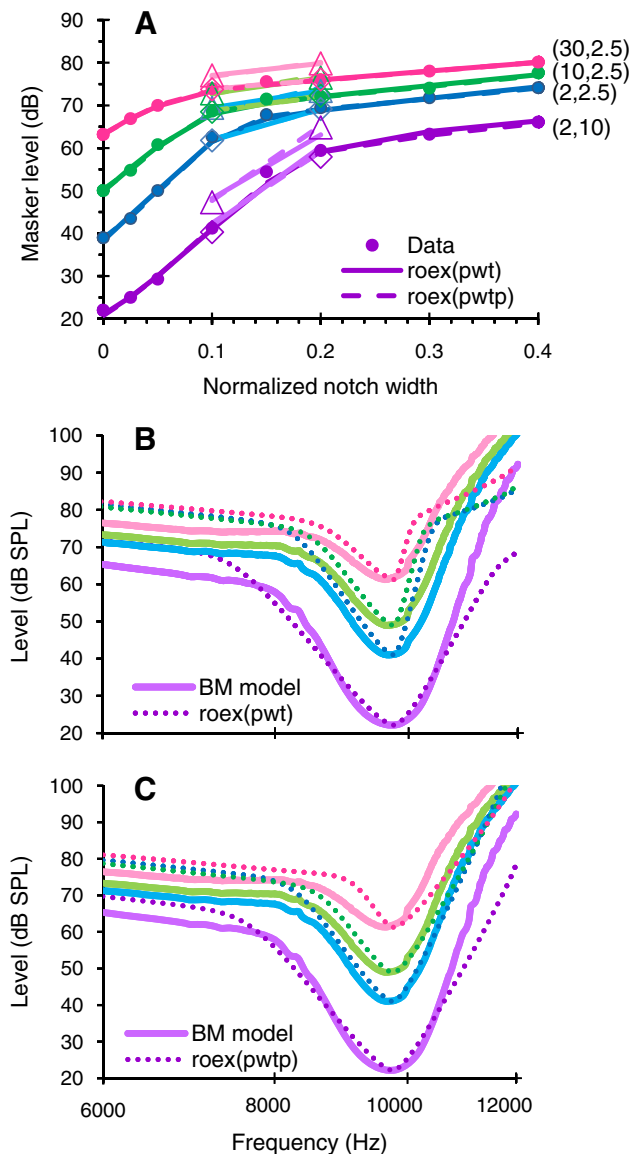 A
90
80
70
60
50
40
30
20
Masker level (dB)
(30,2.5)
(10,2.5)
(2,2.5)
(2,10)
Data
roex(pwt)
roex(pwtp)
0
0.1
0.2
0.3
0.4
Normalized notch width
B
100
90
80
70
60
50
40
30
20
Level (dB SPL)
BM model
roex(pwt)
C
100
90
80
70
60
50
40
30
20
Level (dB SPL)
BM model
roex(pwtp)
6000
8000
10000
12000
Frequency (Hz)